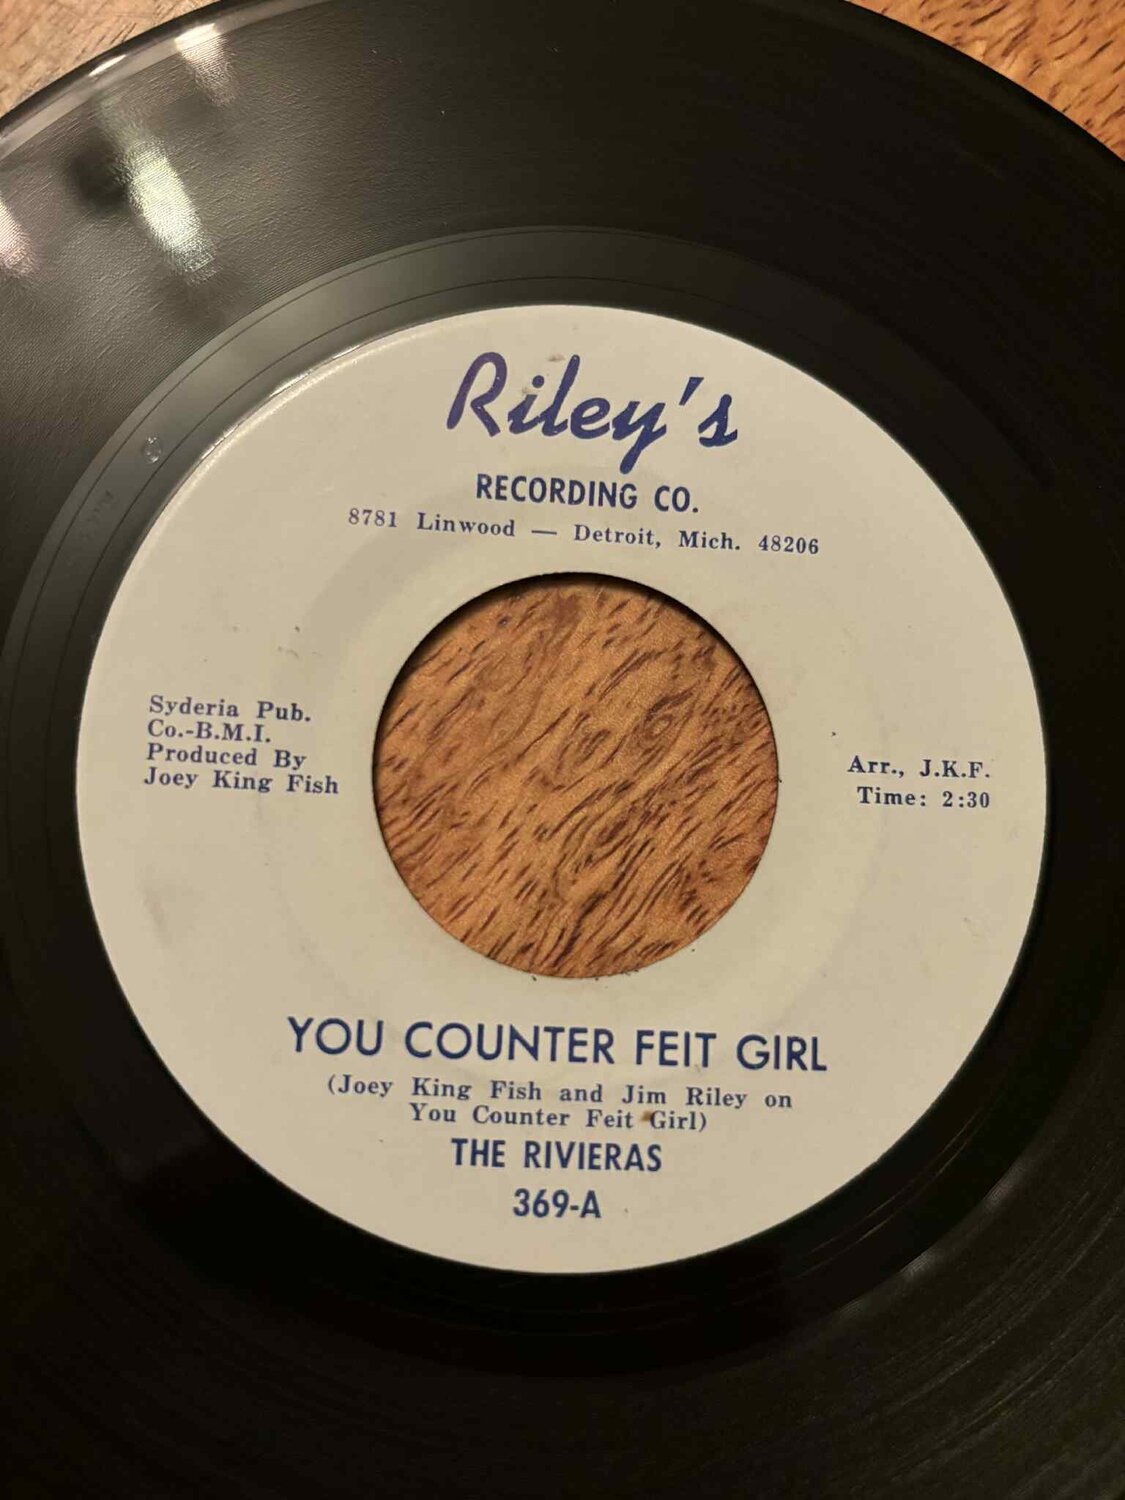 Riley's
RECORDING CO.
8781 Linwood — Detroit, Mich. 48206
Syderia Pub.
Co.-B.M.I.
Produced By
Joey King Fish
Arr., J.K.F.
Time: 2:30
YOU COUNTER FEIT GIRL
(Joey King Fish and Jim Riley on
You Counter Feit Girl)
THE RIVIERAS
369-A